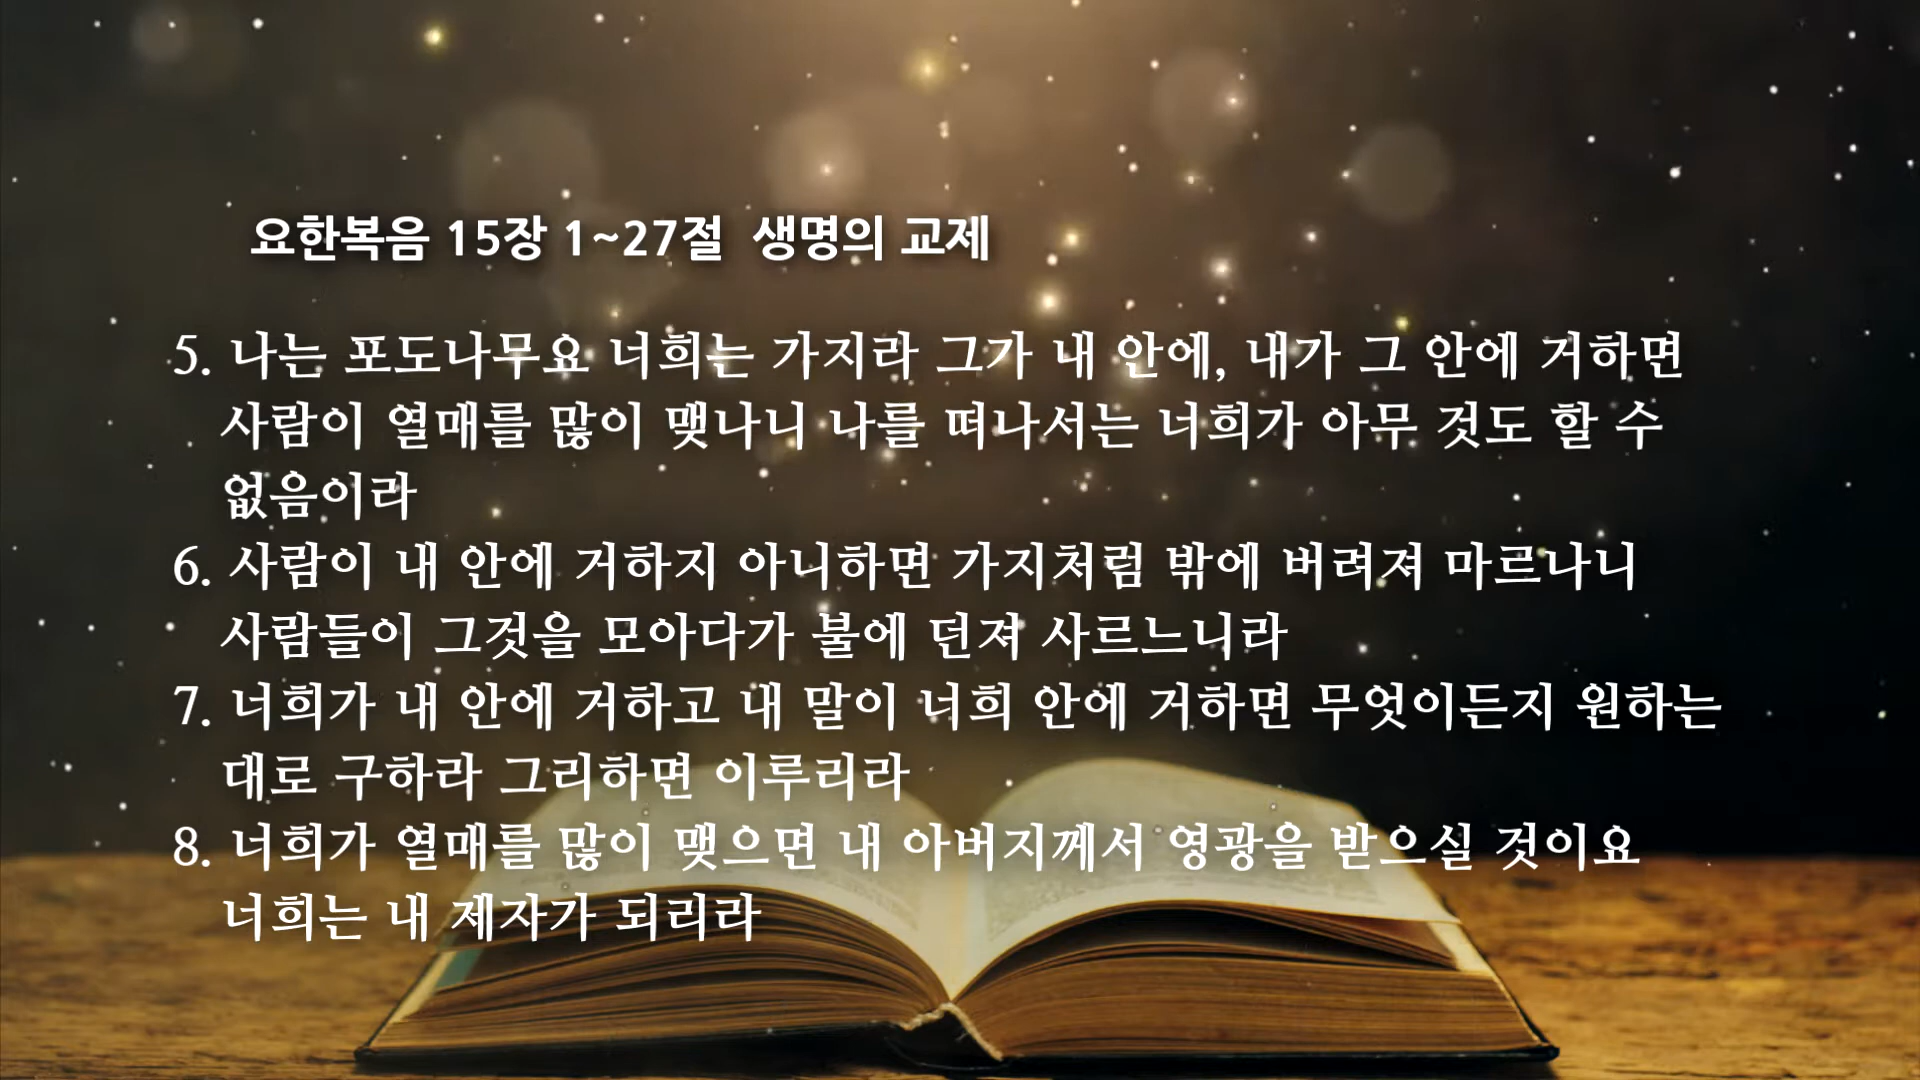 요한복음 15장 1~27절 생명의 교제
5. 나는 포도나무요 너희는 가지라 그가 내 안에, 내가 그 안에 거하면
사람이 열매를 많이 맺나니 나를 떠나서는 너희가 아무 것도 할 수
없음이라
6. 사람이 내 안에 거하지 아니하면 가지처럼 밖에 버려져 마르나니
사람들이 그것을 모아다가 불에 던져 사르느니라
7. 너희가 내 안에 거하고 내 말이 너희 안에 거하면 무엇이든지 원하는
대로 구하라 그리하면 이루리라
8. 너희가 열매를 많이 맺으면 내 아버지께서 영광을 받으실 것이요
너희는 내 제자가 되리라